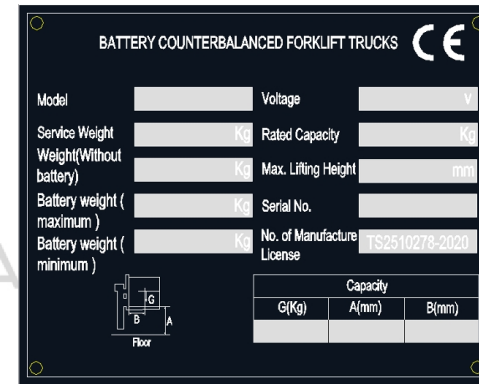 BATTERY COUNTERBALANCED FORKLIFT TRUCKS CE
Model
Voltage V
Service Weight Kg
Rated Capacity Kg
Weight(Without
battery) Kg
Max. Lifting Height mm
Battery weight (
maximum ) Kg
Serial No.
Battery weight (
minimum ) Kg
No. of Manufacture
License TS2510278-2020
G
B A
Floor
Capacity
G(Kg) A(mm) B(mm)